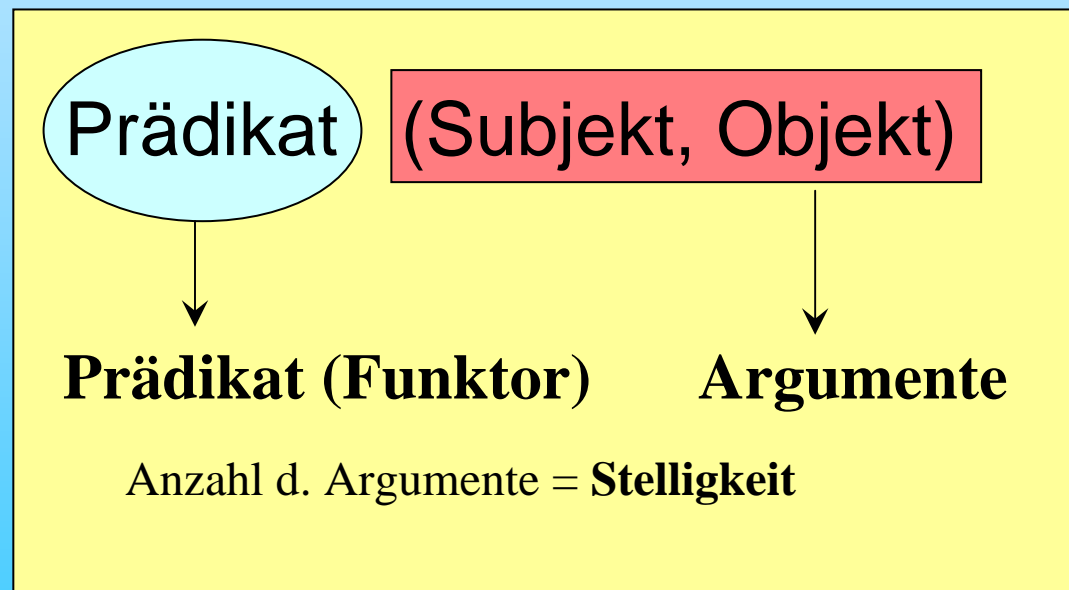 Prädikat (Subjekt, Objekt)
Prädikat (Funktor) Argumente
Anzahl d. Argumente = Stelligkeit